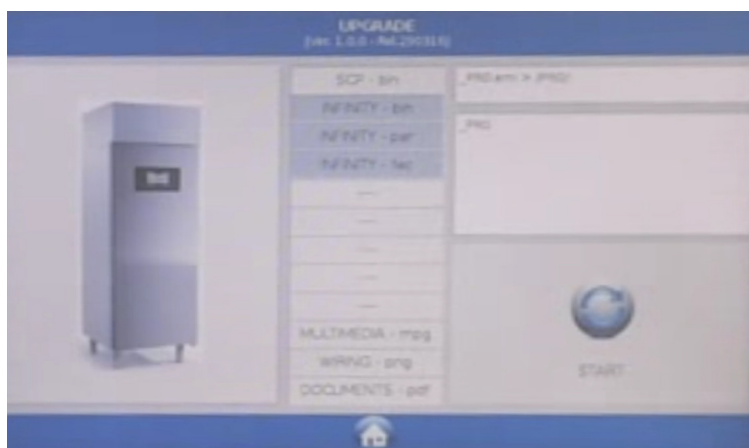 UPGRADE
(ver. 1.0.0 - Rel.290316)
SCP - bin
INFINITY - bin
INFINITY - par
INFINITY - tec
----
----
----
----
----
MULTIMEDIA - mpg
WIRING - png
DOCUMENTS - pdf
START